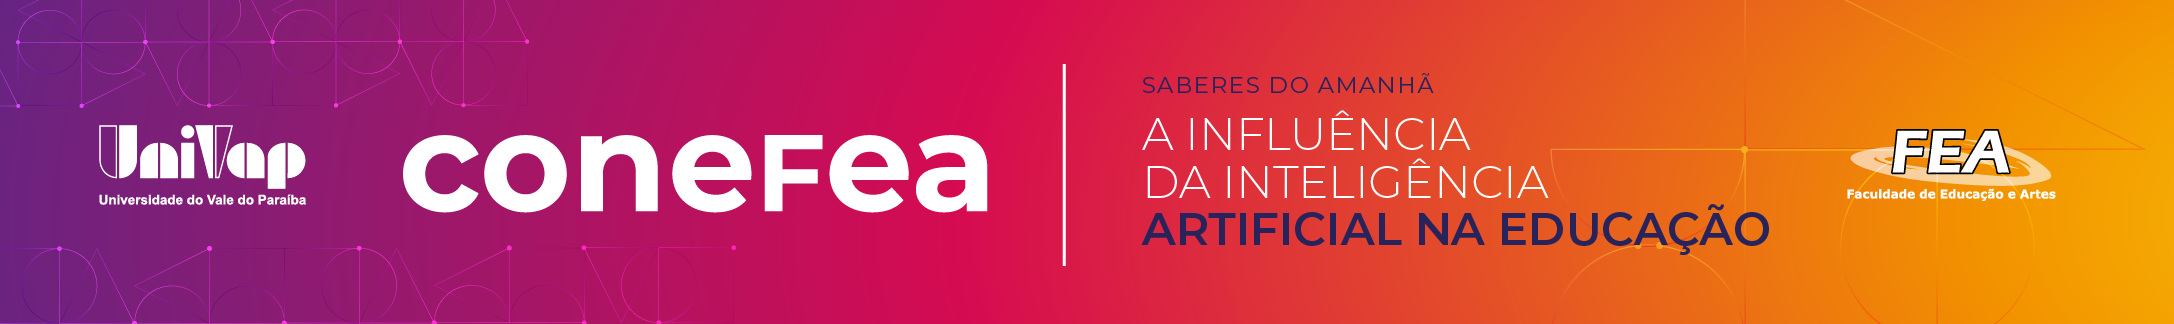 UniVap
Universidade do Vale do Paraíba
coneFea
SABERES DO AMANHÃ
A INFLUÊNCIA
DA INTELIGÊNCIA
ARTIFICIAL NA EDUCAÇÃO
FEA
Faculdade de Educação e Artes